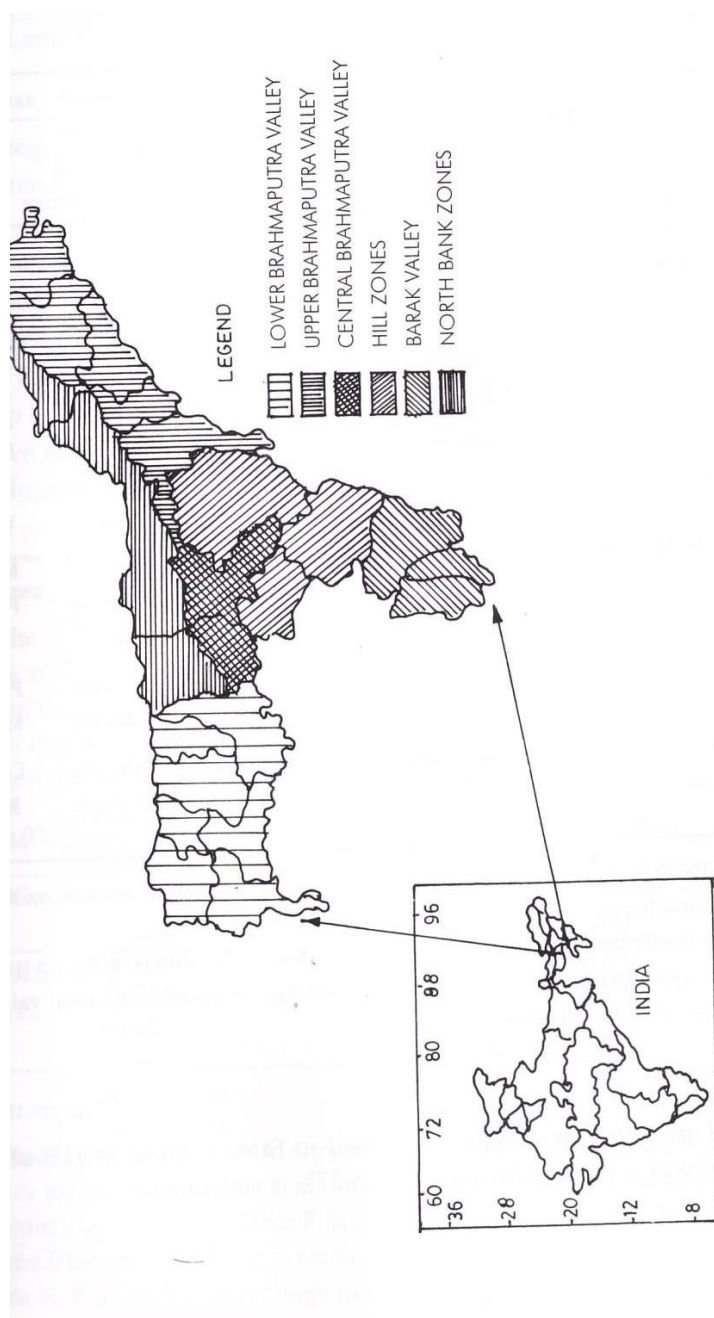 LEGEND
LOWER BRAHMAPUTRA VALLEY
UPPER BRAHMAPUTRA VALLEY
CENTRAL BRAHMAPUTRA VALLEY
HILL ZONES
BARAK VALLEY
NORTH BANK ZONES
60 72 80 88 96
36
28
20
12
8
INDIA